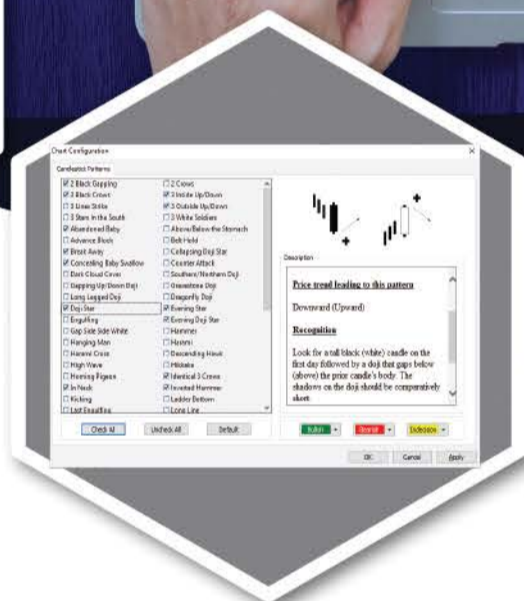 Chart Configuration
Candlestick Patterns
2 Black Gapping
3 Black Crows
3 Lines Strike
3 Stars in the South
Abandoned Baby
Advance Block
Break Away
Concealing Baby Swallow
Dark Cloud Cover
Gapping Up/Down Doji
Long Legged Doji
Doji Star
Engulfing
Gap Side Side White
Hanging Man
Harami Cross
High Wave
Homing Pigeon
In Neck
Kicking
Last Engulfing
2 Crows
3 Inside Up/Down
3 Outside Up/Down
3 White Soldiers
Above/Below the Stomach
Belt Hold
Collapsing Doji Star
Counter Attack
Southern/Northern Doji
Gravestone Doji
Dragonfly Doji
Evening Star
Evening Doji Star
Hammer
Harami
Descending Hawk
Hikkake
Identical 3 Crows
Inverted Hammer
Ladder Bottom
Long Line
Check All
Uncheck All
Default
Description
Price trend leading to this pattern
Downward (Upward)
Recognition
Look for a tall black (white) candle on the
first day followed by a doji that gaps below
(above) the prior candle's body. The
shadows on the doji should be comparatively
short
Bullish
Bearish
Indecision
OK
Cancel
Apply